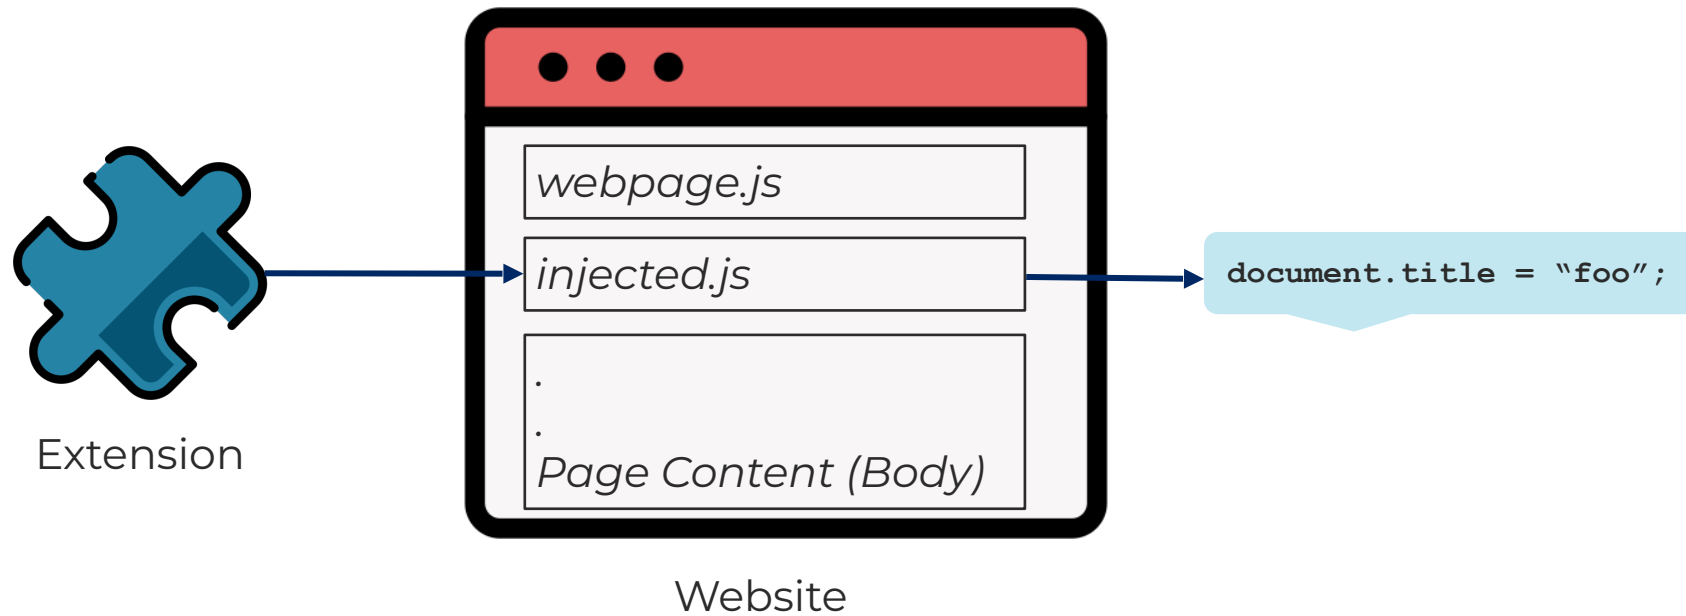 webpage.js
injected.js
document.title = “foo”;
.
.
Page Content (Body)
Extension
Website